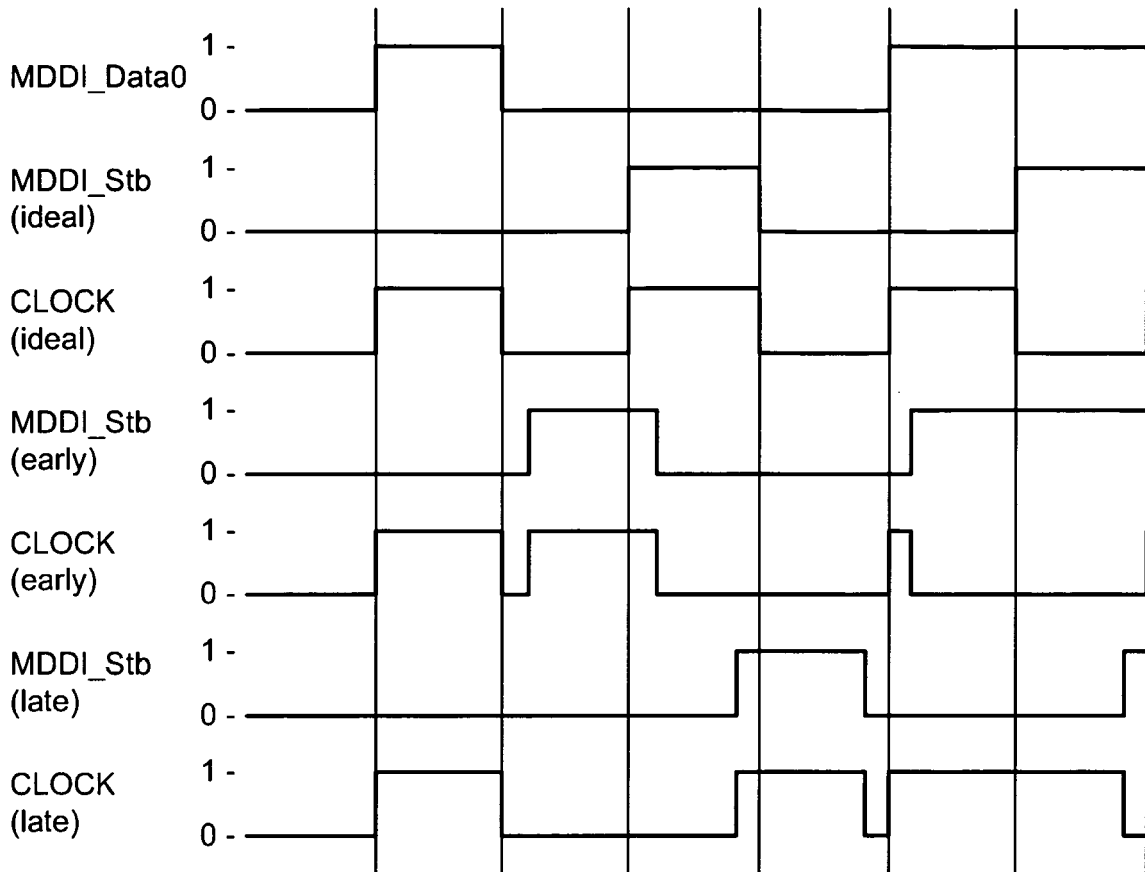 1 -
MDDI_Data0
0 -
1 -
MDDI_Stb
(ideal)
0 -
1 -
CLOCK
(ideal)
0 -
1 -
MDDI_Stb
(early)
0 -
1 -
CLOCK
(early)
0 -
1 -
MDDI_Stb
(late)
0 -
1 -
CLOCK
(late)
0 -